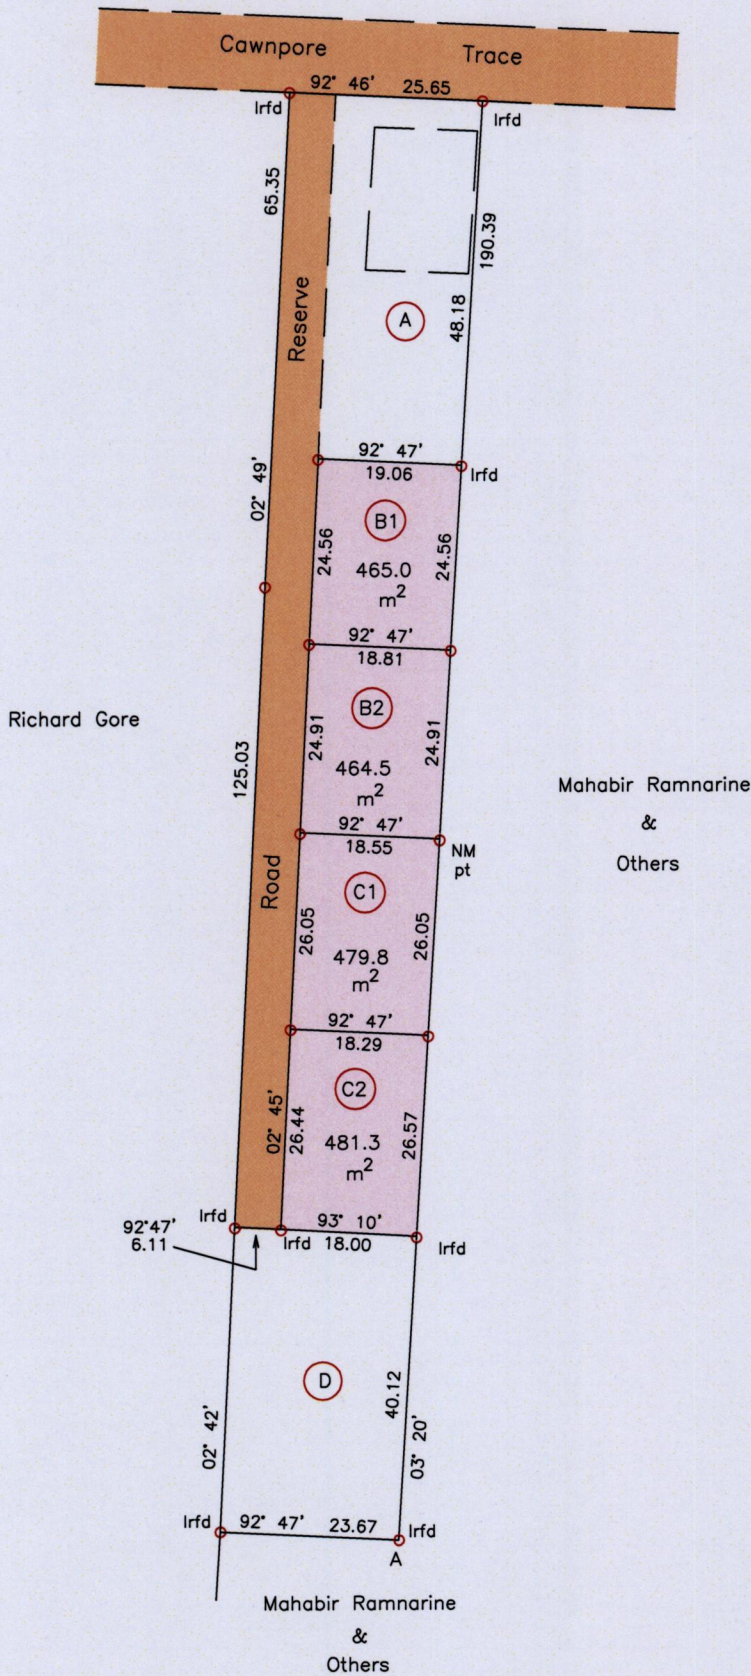 Cawnpore Trace
92° 46' 25.65
Irfd
Irfd
65.35
190.39
Reserve
48.18
A
02° 49'
92° 47'
19.06
Irfd
B1
24.56
465.0
m²
24.56
92° 47'
18.81
B2
Richard Gore
24.91
464.5
m²
24.91
125.03
Mahabir Ramnarine
&
Others
92° 47'
18.55
NM
pt
Road
C1
26.05
479.8
m²
26.05
92° 47'
18.29
C2
02° 45'
26.44
481.3
m²
26.57
92°47'
6.11
Irfd
Irfd
93° 10'
18.00
Irfd
D
40.12
02° 42'
03° 20'
Irfd
92° 47' 23.67
Irfd
A
Mahabir Ramnarine
&
Others